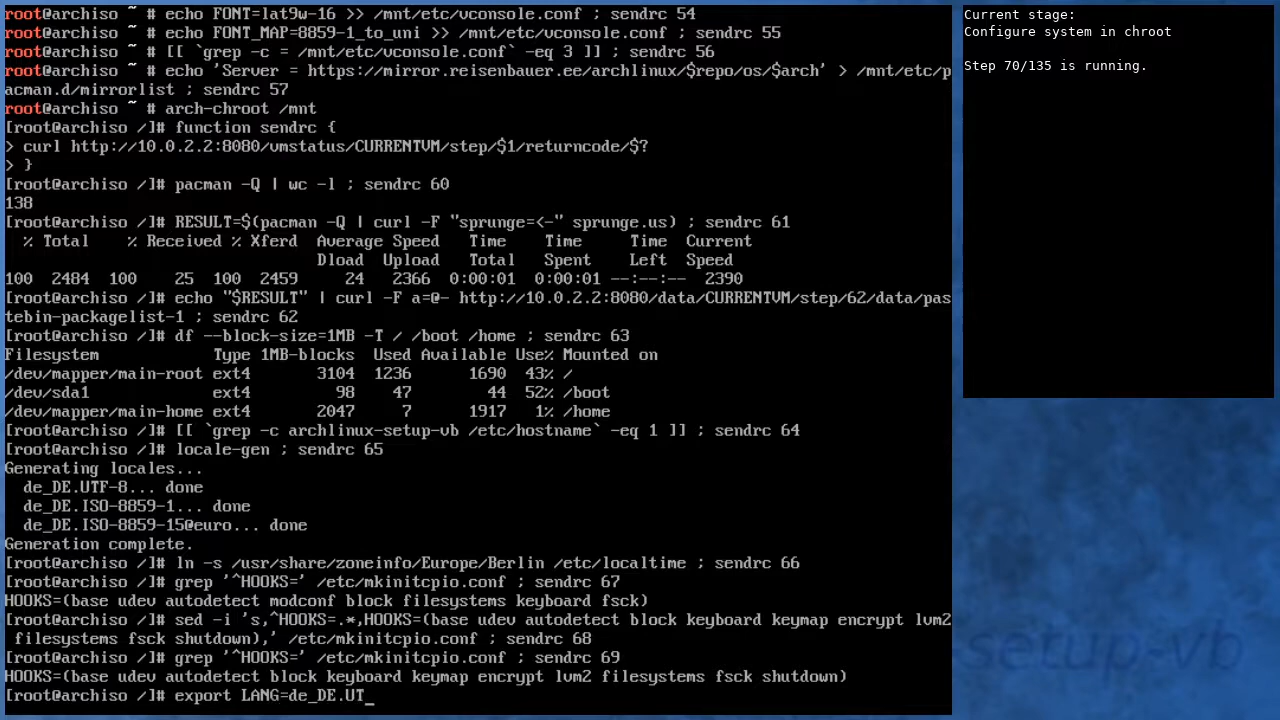 root@archiso ~ # echo FONT=lat9w-16 >> /mnt/etc/vconsole.conf ; sendrc 54
root@archiso ~ # echo FONT_MAP=8859-1_to_uni >> /mnt/etc/vconsole.conf ; sendrc 55
root@archiso ~ # [[ `grep -c = /mnt/etc/vconsole.conf` -eq 3 ]] ; sendrc 56
root@archiso ~ # echo 'Server = https://mirror.reisenbauer.ee/archlinux/$repo/os/$arch' > /mnt/etc/p
acman.d/mirrorlist ; sendrc 57
root@archiso ~ # arch-chroot /mnt
[root@archiso /]# function sendrc {
> curl http://10.0.2.2:8080/vmstatus/CURRENTVM/step/$1/returncode/$?
> }
[root@archiso /]# pacman -Q | wc -l ; sendrc 60
138
[root@archiso /]# RESULT=$(pacman -Q | curl -F "sprunge=<-" sprunge.us) ; sendrc 61
  % Total    % Received % Xferd  Average Speed   Time    Time     Time  Current
                                 Dload  Upload   Total   Spent    Left  Speed
100  2484  100    25  100  2459     24   2366  0:00:01  0:00:01 --:--:--  2390
[root@archiso /]# echo "$RESULT" | curl -F a=@- http://10.0.2.2:8080/data/CURRENTVM/step/62/data/pas
tebin-packagelist-1 ; sendrc 62
[root@archiso /]# df --block-size=1MB -T / /boot /home ; sendrc 63
Filesystem            Type 1MB-blocks  Used Available Use% Mounted on
/dev/mapper/main-root ext4       3104  1236      1690  43% /
/dev/sda1             ext4         98    47        44  52% /boot
/dev/mapper/main-home ext4       2047     7      1917   1% /home
[root@archiso /]# [[ `grep -c archlinux-setup-vb /etc/hostname` -eq 1 ]] ; sendrc 64
[root@archiso /]# locale-gen ; sendrc 65
Generating locales...
  de_DE.UTF-8... done
  de_DE.ISO-8859-1... done
  de_DE.ISO-8859-15@euro... done
Generation complete.
[root@archiso /]# ln -s /usr/share/zoneinfo/Europe/Berlin /etc/localtime ; sendrc 66
[root@archiso /]# grep '^HOOKS=' /etc/mkinitcpio.conf ; sendrc 67
HOOKS=(base udev autodetect modconf block filesystems keyboard fsck)
[root@archiso /]# sed -i 's,^HOOKS=.*,HOOKS=(base udev autodetect block keyboard keymap encrypt lvm2
 filesystems fsck shutdown),' /etc/mkinitcpio.conf ; sendrc 68
[root@archiso /]# grep '^HOOKS=' /etc/mkinitcpio.conf ; sendrc 69
HOOKS=(base udev autodetect block keyboard keymap encrypt lvm2 filesystems fsck shutdown)
[root@archiso /]# export LANG=de_DE.UT_
Current stage:
Configure system in chroot
Step 70/135 is running.
setup-vb